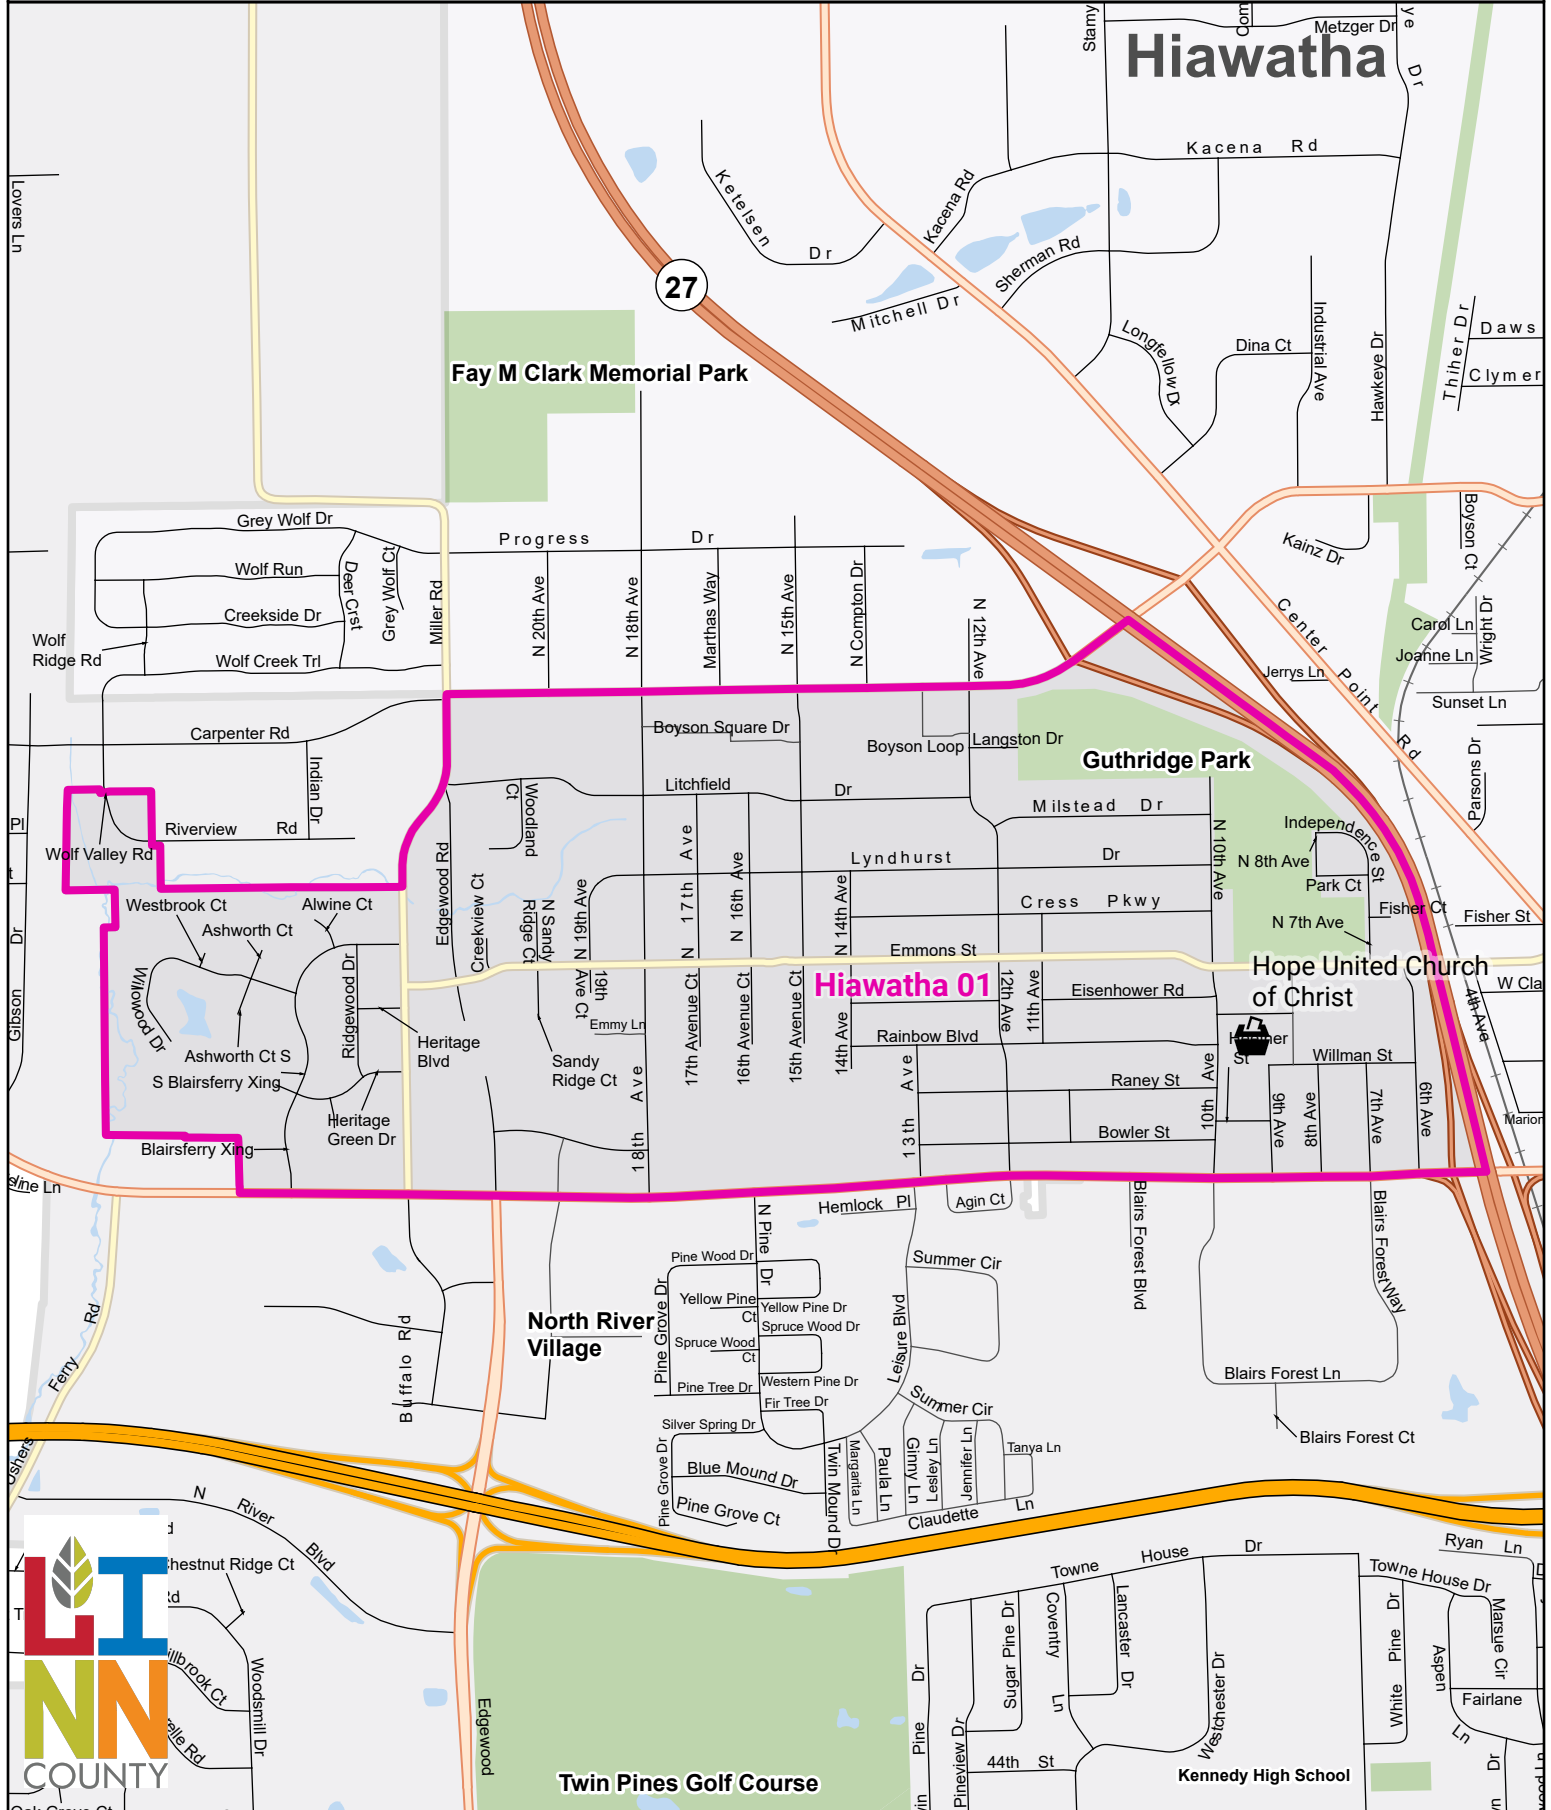 Stamy
Com
Metzger Dr
ye
Dr
Hiawatha
Kacena Rd
Lovers Ln
Ketelsen
Dr
Kacena Rd
Sherman Rd
27
Mitchell Dr
Longfellow Dr
Dina Ct
Industrial Ave
Hawkeye Dr
Thiher Dr
Daws
Clymer
Fay M Clark Memorial Park
Grey Wolf Dr
Wolf Run
Deer Crst
Grey Wolf Ct
Miller Rd
Creekside Dr
Wolf
Ridge Rd
Wolf Creek Trl
Progress
Dr
N 20th Ave
N 18th Ave
Marthas Way
N 15th Ave
N Compton Dr
N 12th Ave
Kainz Dr
Boyson Ct
Center Point Rd
Carol Ln
Wright Dr
Joanne Ln
Jerrys Ln
Sunset Ln
Parsons Dr
Carpenter Rd
Indian Dr
Boyson Square Dr
Boyson Loop
Langston Dr
Guthridge Park
Litchfield
Dr
Woodland
Ct
Milstead Dr
Pl
Riverview Rd
Wolf Valley Rd
Independence St
N 8th Ave
Park Ct
Lyndhurst
Dr
N 10th Ave
N 17th Ave
N 16th Ave
N 14th Ave
Edgewood Rd
Creekview Ct
N Sandy
Ridge Ct
N 19th Ave
Westbrook Ct
Alwine Ct
Ashworth Ct
Cress Pkwy
Fisher Ct
Fisher St
N 7th Ave
Emmons St
Gibson
Dr
Wilowood Dr
Ridgewood Dr
19th
Ave Ct
17th Avenue Ct
16th Avenue Ct
15th Avenue Ct
Hiawatha 01
12th Ave
11th Ave
Eisenhower Rd
Hope United Church
of Christ
4th Ave
W Cla
Emmy Ln
14th Ave
Rainbow Blvd
St
Willman St
Ashworth Ct S
Heritage
Blvd
S Blairsferry Xing
Sandy
Ridge Ct
18th Ave
13th Ave
Raney St
10th Ave
9th Ave
8th Ave
7th Ave
6th Ave
Heritage
Green Dr
Bowler St
Marion
Blairsferry Xing
Hemlock Pl
Agin Ct
Blairs Forest Blvd
Blairs Forest Way
N Pine
Dr
Pine Wood Dr
Summer Cir
Yellow Pine
Ct
Yellow Pine Dr
Pine Grove Dr
Spruce Wood Dr
Spruce Wood
Ct
North River
Village
Buffalo Rd
Ferry
Rd
Leisure Blvd
Western Pine Dr
Pine Tree Dr
Fir Tree Dr
Summer Cir
Blairs Forest Ln
Blairs Forest Ct
Silver Spring Dr
Pine Grove Dr
Blue Mound Dr
Pine Grove Ct
Twin Mound Dr
Margarita Ln
Paula Ln
Ginny Ln
Lesley Ln
Jennifer Ln
Tanya Ln
Claudette
Ln
N River Blvd
Chestnut Ridge Ct
Woodsmill Dr
Edgewood
Twin Pines Golf Course
Towne House Dr
Towne House Dr
Ryan Ln
Sugar Pine Dr
Coventry
Ln
Lancaster
Dr
Westchester Dr
White Pine Dr
Aspen
Ln
Marsue Cir
Fairlane
Dr
Pine
Dr
Pineview Dr
44th St
Kennedy High School
LINN
COUNTY